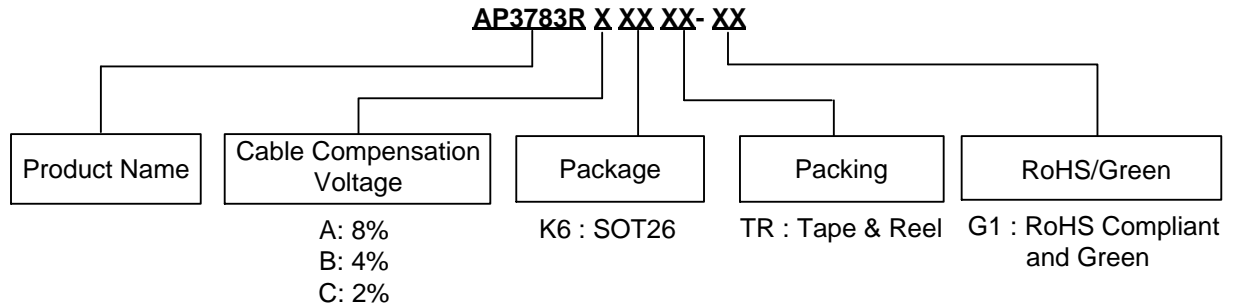 AP3783R X XX XX- XX
Product Name
Cable Compensation
Voltage
Package
Packing
RoHS/Green
A: 8%
B: 4%
C: 2%
K6 : SOT26
TR : Tape & Reel
G1 : RoHS Compliant
and Green